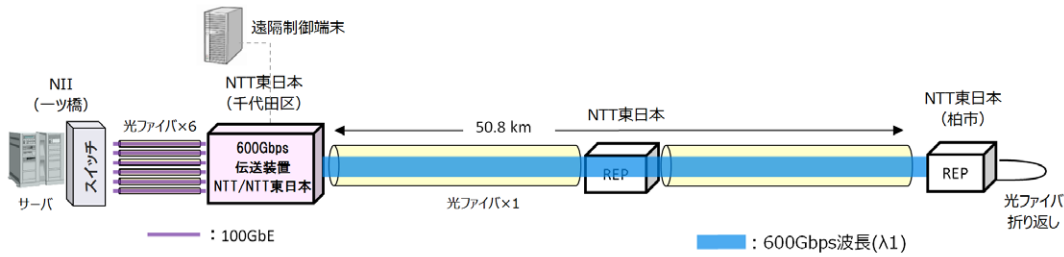 遠隔制御端末
NII
(一ツ橋)
NTT東日本
(千代田区)
光ファイバ×6
50.8 km
NTT東日本
NTT東日本
(柏市)
スイッチ
600Gbps
伝送装置
NTT/NTT東日本
REP
REP
サーバ
光ファイバ×1
光ファイバ
折り返し
:100GbE
:600Gbps波長(λ1)